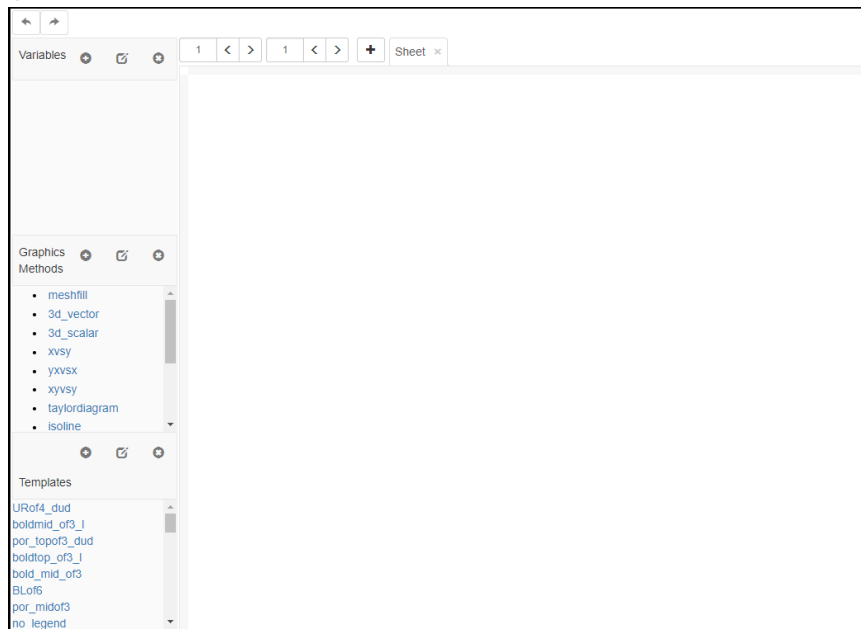 Variables
1 < > 1 < > + Sheet ×
Graphics
Methods
meshfill
3d_vector
3d_scalar
xvsy
yxvsx
xyvsy
taylordiagram
isoline
Templates
URof4_dud
boldmid_of3_l
por_topof3_dud
boldtop_of3_l
bold_mid_of3
BLof6
por_midof3
no_legend